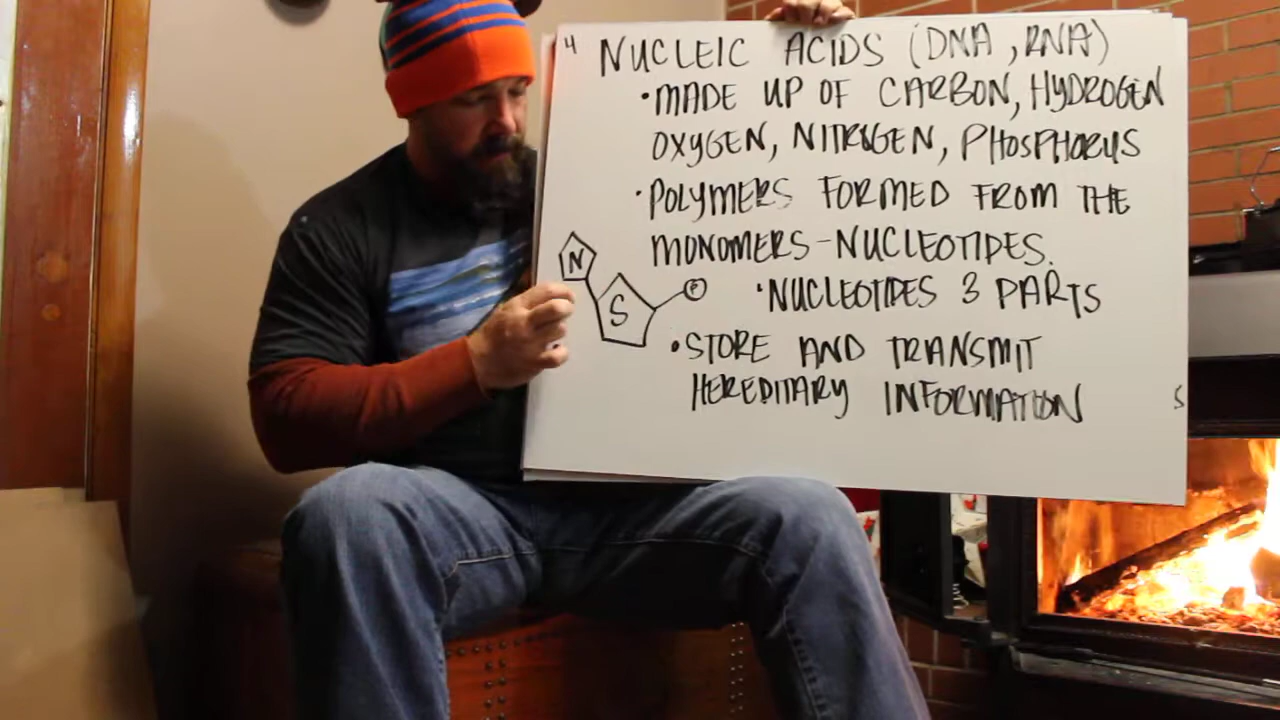 4 NUCLEIC ACIDS (DNA, RNA)
• MADE UP OF CARBON, HYDROGEN
OXYGEN, NITROGEN, PHOSPHORUS
• POLYMERS FORMED FROM THE
MONOMERS - NUCLEOTIDES.
N
S
P
• NUCLEOTIDES 3 PARTS
• STORE AND TRANSMIT
HEREDITARY INFORMATION
S